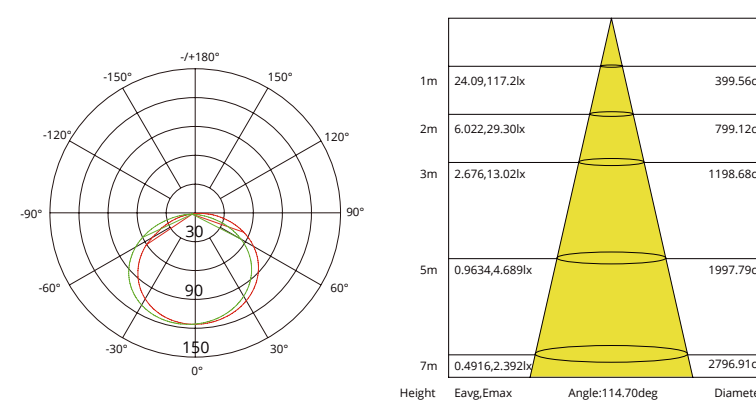 -/+180°
-150° 150°
-120° 120°
-90° 90°
30
-60° 60°
90
-30° 30°
150
0°
1m 24.09,117.2lx 399.56c
2m 6.022,29.30lx 799.12c
3m 2.676,13.02lx 1198.68c
5m 0.9634,4.689lx 1997.79c
7m 0.4916,2.392lx 2796.91c
Height Eavg,Emax Angle:114.70deg Diamete